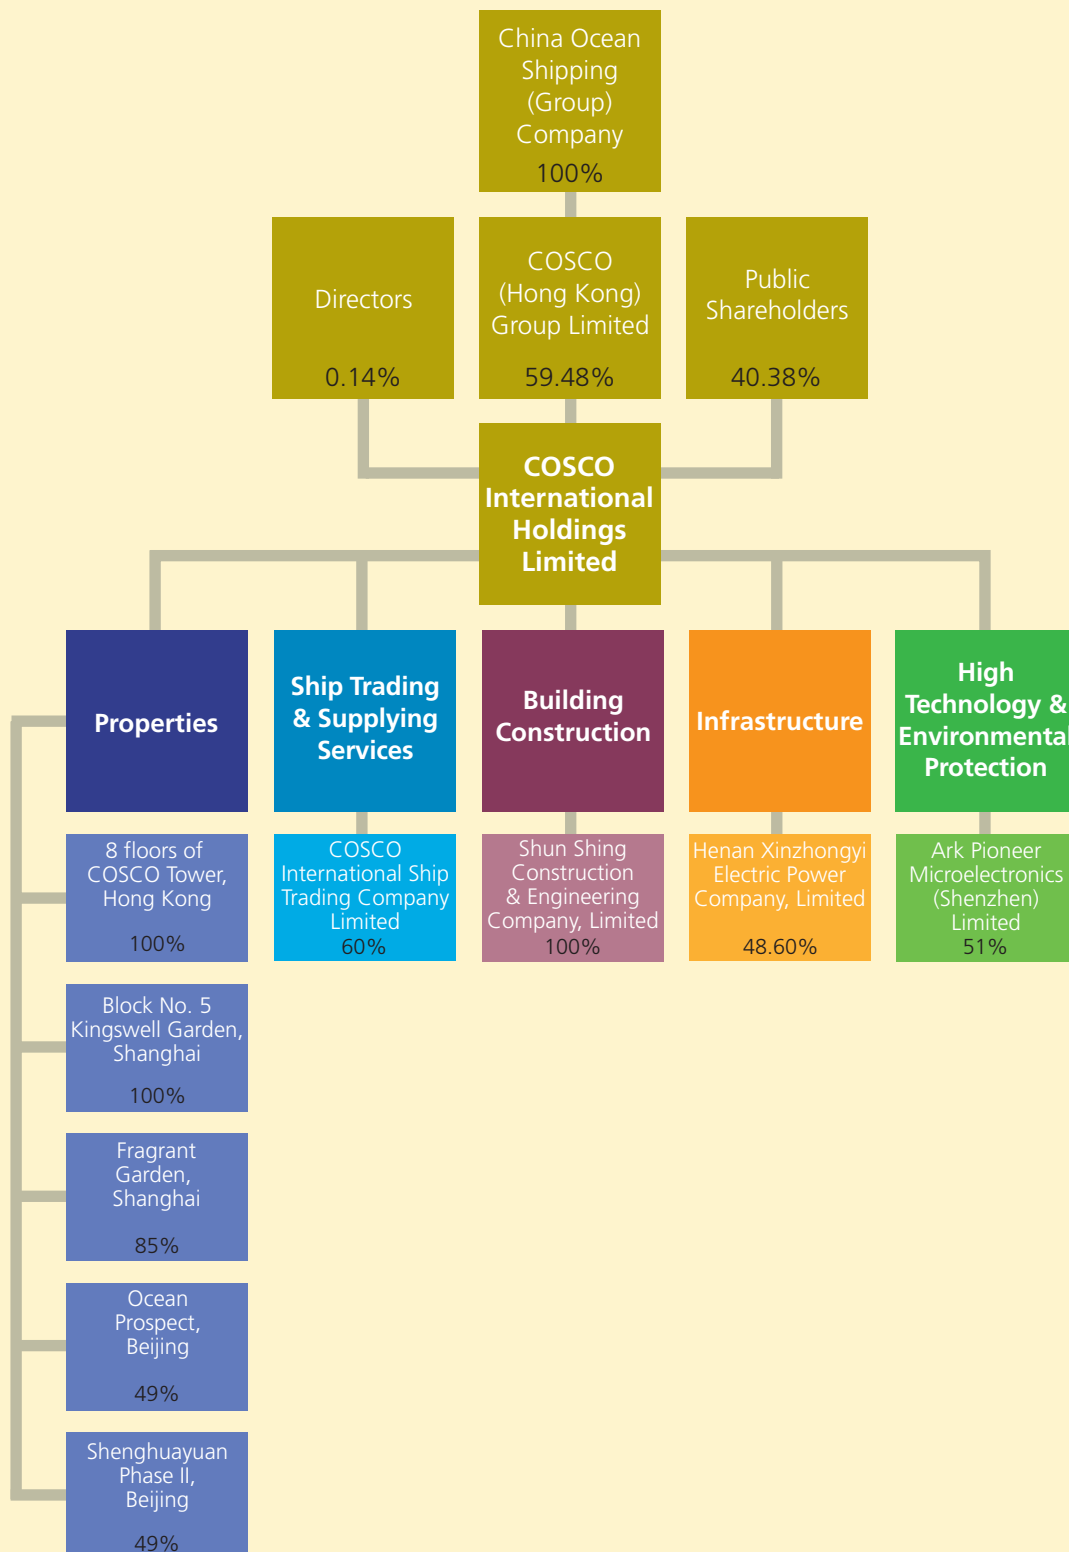 China Ocean
Shipping
(Group)
Company
100%
Directors
0.14%
COSCO
(Hong Kong)
Group Limited
59.48%
Public
Shareholders
40.38%
COSCO
International
Holdings
Limited
Properties
Ship Trading
& Supplying
Services
Building
Construction
Infrastructure
High
Technology &
Environmental
Protection
8 floors of
COSCO Tower,
Hong Kong
100%
COSCO
International Ship
Trading Company
Limited
60%
Shun Shing
Construction
& Engineering
Company, Limited
100%
Henan Xinzhongyi
Electric Power
Company, Limited
48.60%
Ark Pioneer
Microelectronics
(Shenzhen)
Limited
51%
Block No. 5
Kingswell Garden,
Shanghai
100%
Fragrant
Garden,
Shanghai
85%
Ocean
Prospect,
Beijing
49%
Shenghuayuan
Phase II,
Beijing
49%